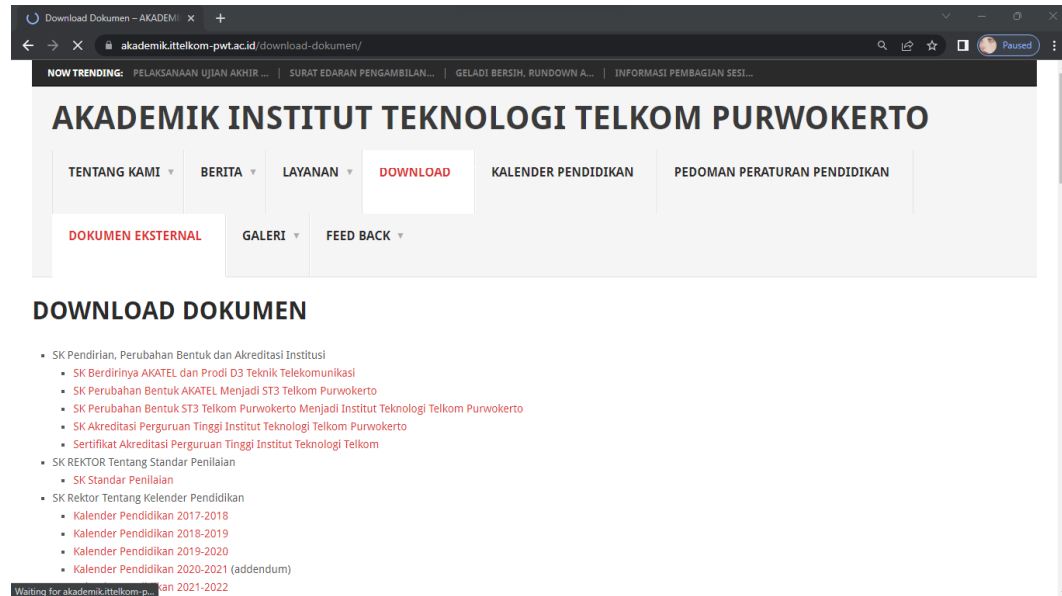 Download Dokumen – AKADEMI
akademik.ittelkom-pwt.ac.id/download-dokumen/
Paused
NOW TRENDING: PELAKSANAAN UJIAN AKHIR ... | SURAT EDARAN PENGAMBILAN... | GELADI BERSIH, RUNDOWN A... | INFORMASI PEMBAGIAN SESI...
AKADEMIK INSTITUT TEKNOLOGI TELKOM PURWOKERTO
TENTANG KAMI BERITA LAYANAN DOWNLOAD KALENDER PENDIDIKAN PEDOMAN PERATURAN PENDIDIKAN
DOKUMEN EKSTERNAL GALERI FEED BACK
DOWNLOAD DOKUMEN
SK Pendirian, Perubahan Bentuk dan Akreditasi Institusi
SK Berdirinya AKATEL dan Prodi D3 Teknik Telekomunikasi
SK Perubahan Bentuk AKATEL Menjadi ST3 Telkom Purwokerto
SK Perubahan Bentuk ST3 Telkom Purwokerto Menjadi Institut Teknologi Telkom Purwokerto
SK Akreditasi Perguruan Tinggi Institut Teknologi Telkom Purwokerto
Sertifikat Akreditasi Perguruan Tinggi Institut Teknologi Telkom
SK REKTOR Tentang Standar Penilaian
SK Standar Penilaian
SK Rektor Tentang Kelender Pendidikan
Kalender Pendidikan 2017-2018
Kalender Pendidikan 2018-2019
Kalender Pendidikan 2019-2020
Kalender Pendidikan 2020-2021 (addendum)
2021-2022
Waiting for akademik.ittelkom-p...